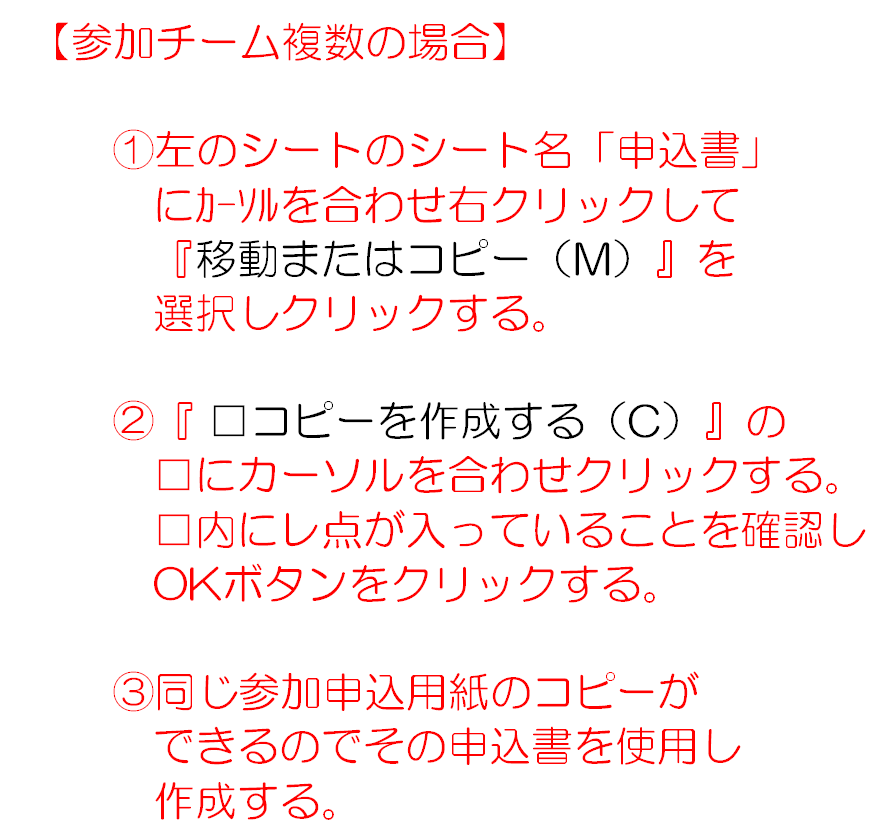 【参加チーム複数の場合】
①左のシートのシート名「申込書」
にｶｰｿﾙを合わせ右クリックして
『移動またはコピー（M）』を
選択しクリックする。
②『 □コピーを作成する（C）』の
□にカーソルを合わせクリックする。
□内にレ点が入っていることを確認し
OKボタンをクリックする。
③同じ参加申込用紙のコピーが
できるのでその申込書を使用し
作成する。